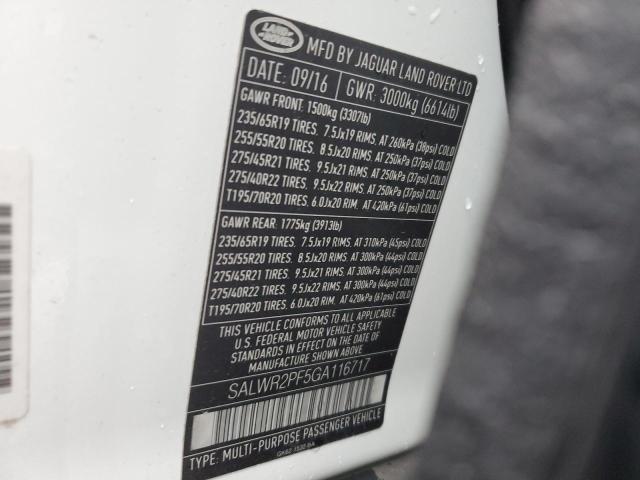 LAND ROVER
MFD BY JAGUAR LAND ROVER LTD
DATE: 09/16 GWR: 3000kg (6614lb)
GAWR FRONT: 1500kg (3307lb)
235/65R19 TIRES. 7.5Jx19 RIMS. AT 260kPa (38psi) COLD
255/55R20 TIRES. 8.5Jx20 RIMS. AT 250kPa (37psi) COLD
275/45R21 TIRES. 9.5Jx21 RIMS. AT 250kPa (37psi) COLD
275/40R22 TIRES. 9.5Jx22 RIMS. AT 250kPa (37psi) COLD
T195/70R20 TIRES. 6.0Jx20 RIM. AT 420kPa (61psi) COLD
GAWR REAR: 1775kg (3913lb)
235/65R19 TIRES. 7.5Jx19 RIMS. AT 310kPa (45psi) COLD
255/55R20 TIRES. 8.5Jx20 RIMS. AT 300kPa (44psi) COLD
275/45R21 TIRES. 9.5Jx21 RIMS. AT 300kPa (44psi) COLD
275/40R22 TIRES. 9.5Jx22 RIMS. AT 300kPa (44psi) COLD
T195/70R20 TIRES. 6.0Jx20 RIM. AT 420kPa (61psi) COLD
THIS VEHICLE CONFORMS TO ALL APPLICABLE
U.S. FEDERAL MOTOR VEHICLE SAFETY
STANDARDS IN EFFECT ON THE DATE OF
MANUFACTURE SHOWN ABOVE.
SALWR2PF5GA116717
TYPE: MULTI-PURPOSE PASSENGER VEHICLE